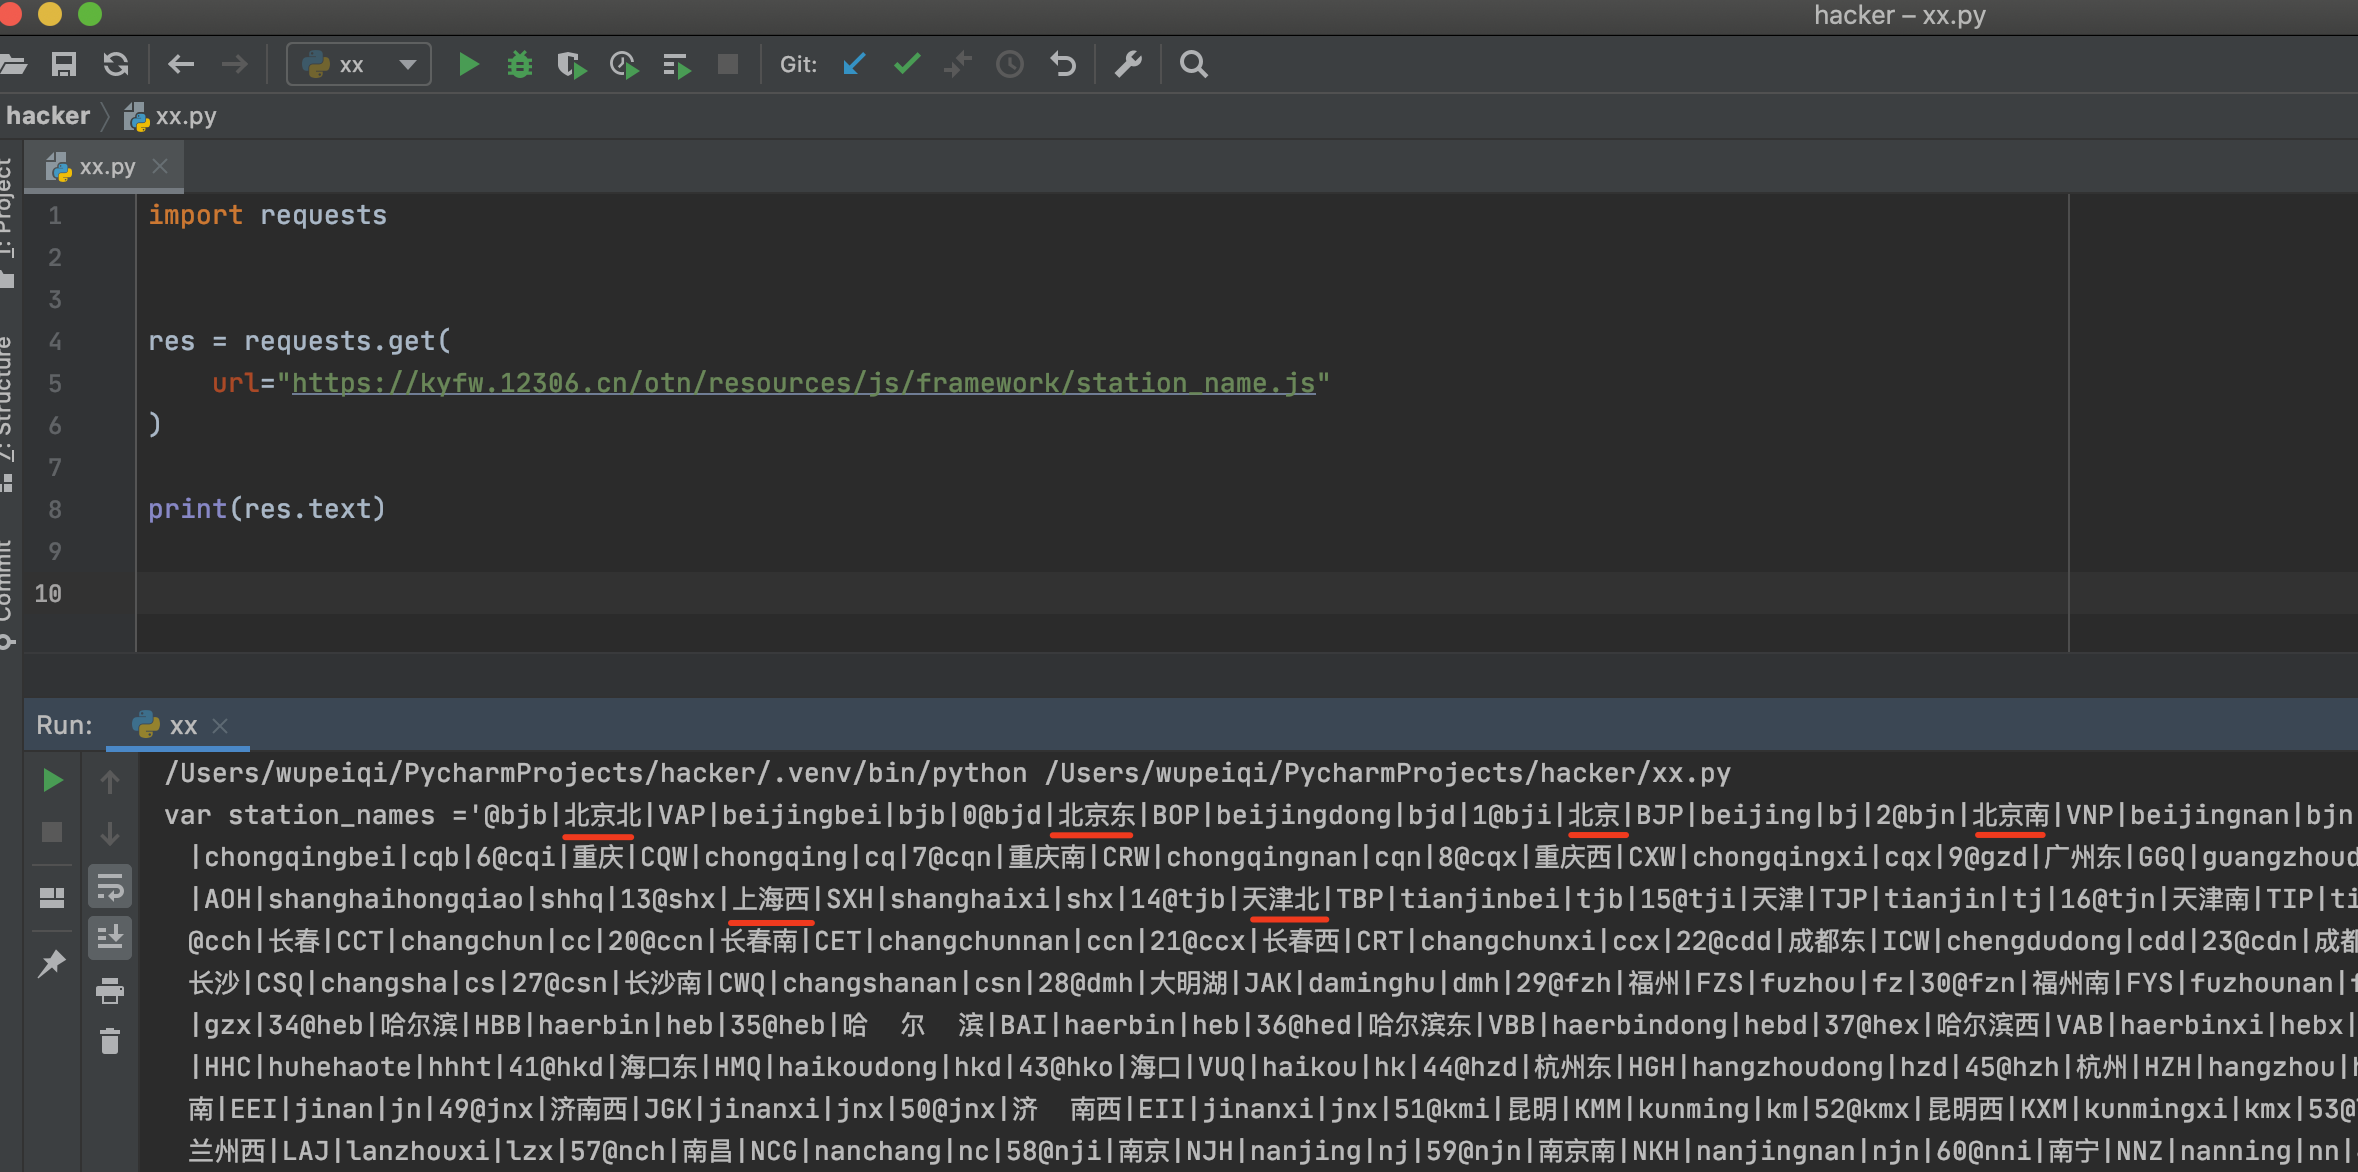 hacker – xx.py
xx
Git:
hacker
xx.py
xx.py
1: Project
7: Structure
Commit
1 import requests
2
3
4 res = requests.get(
5 url="https://kyfw.12306.cn/otn/resources/js/framework/station_name.js"
6 )
7
8 print(res.text)
9
10
Run: xx
/Users/wupeiqi/PycharmProjects/hacker/.venv/bin/python /Users/wupeiqi/PycharmProjects/hacker/xx.py
var station_names ='@bjb|北京北|VAP|beijingbei|bjb|0@bjd|北京东|BOP|beijingdong|bjd|1@bji|北京|BJP|beijing|bj|2@bjn|北京南|VNP|beijingnan|bjn
|chongqingbei|cqb|6@cqi|重庆|CQW|chongqing|cq|7@cqn|重庆南|CRW|chongqingnan|cqn|8@cqx|重庆西|CXW|chongqingxi|cqx|9@gzd|广州东|GGQ|guangzhoud
|AOH|shanghaihongqiao|shhq|13@shx|上海西|SXH|shanghaixi|shx|14@tjb|天津北|TBP|tianjinbei|tjb|15@tji|天津|TJP|tianjin|tj|16@tjn|天津南|TIP|ti
@cch|长春|CCT|changchun|cc|20@ccn|长春南|CET|changchunnan|ccn|21@ccx|长春西|CRT|changchunxi|ccx|22@cdd|成都东|ICW|chengdudong|cdd|23@cdn|成都
长沙|CSQ|changsha|cs|27@csn|长沙南|CWQ|changshanan|csn|28@dmh|大明湖|JAK|daminghu|dmh|29@fzh|福州|FZS|fuzhou|fz|30@fzn|福州南|FYS|fuzhounan|
|gzx|34@heb|哈尔滨|HBB|haerbin|heb|35@heb|哈 尔 滨|BAI|haerbin|heb|36@hed|哈尔滨东|VBB|haerbindong|hebd|37@hex|哈尔滨西|VAB|haerbinxi|hebx|
|HHC|huhehaote|hhht|41@hkd|海口东|HMQ|haikoudong|hkd|43@hko|海口|VUQ|haikou|hk|44@hzd|杭州东|HGH|hangzhoudong|hzd|45@hzh|杭州|HZH|hangzhou|
南|EEI|jinan|jn|49@jnx|济南西|JGK|jinanxi|jnx|50@jnx|济 南西|EII|jinanxi|jnx|51@kmi|昆明|KMM|kunming|km|52@kmx|昆明西|KXM|kunmingxi|kmx|53@
兰州西|LAJ|lanzhouxi|lzx|57@nch|南昌|NCG|nanchang|nc|58@nji|南京|NJH|nanjing|nj|59@njn|南京南|NKH|nanjingnan|njn|60@nni|南宁|NNZ|nanning|nn|